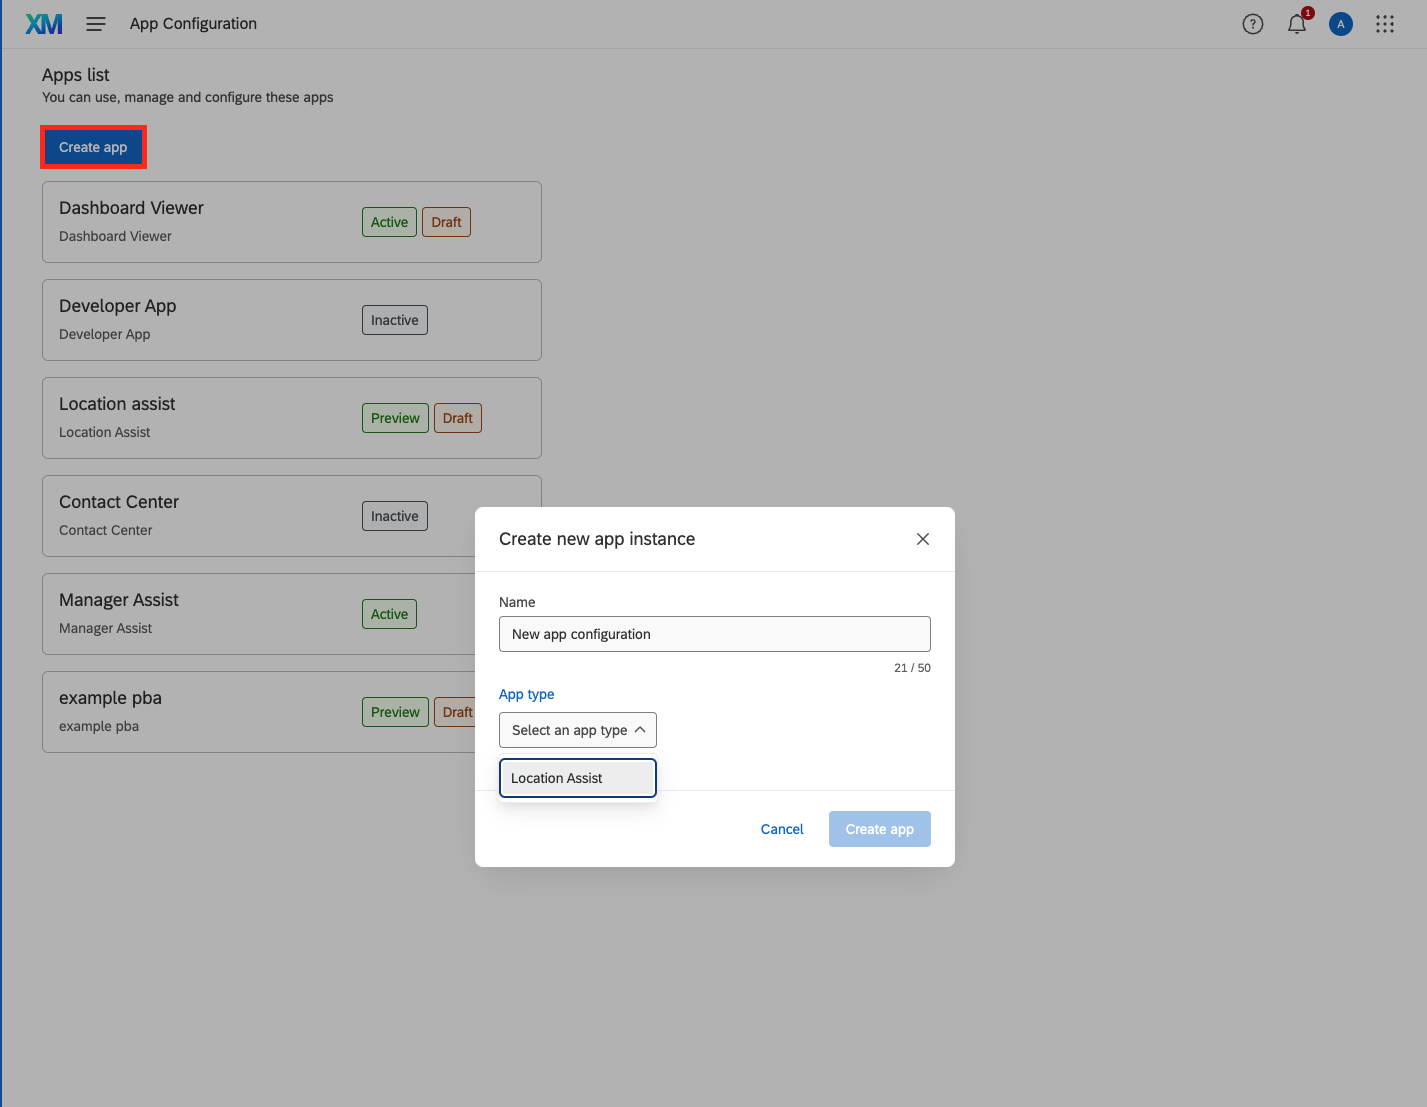 XM App Configuration 1 A
Apps list
You can use, manage and configure these apps
Create app
Dashboard Viewer
Dashboard Viewer
Active Draft
Developer App
Developer App
Inactive
Location assist
Location Assist
Preview Draft
Contact Center
Contact Center
Inactive
Manager Assist
Manager Assist
Active
example pba
example pba
Preview Draft
Create new app instance
Name
New app configuration
21 / 50
App type
Select an app type
Location Assist
Cancel Create app